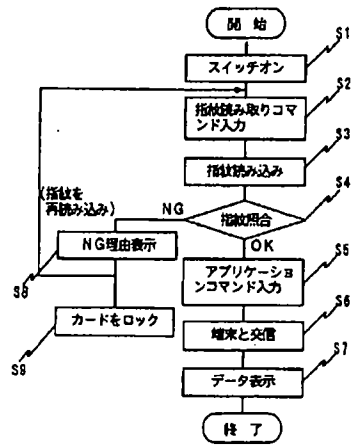 開始
S1
スイッチオン
S2
指紋読み取りコマ
ンド入力
S3
指紋読み込み
S4
(指紋を
再読み込み)
NG
指紋照合
OK
NG理由表示
S8
S5
アプリケーショ
ンコマンド入力
カードをロック
S9
S6
端末と交信
S7
データ表示
終了